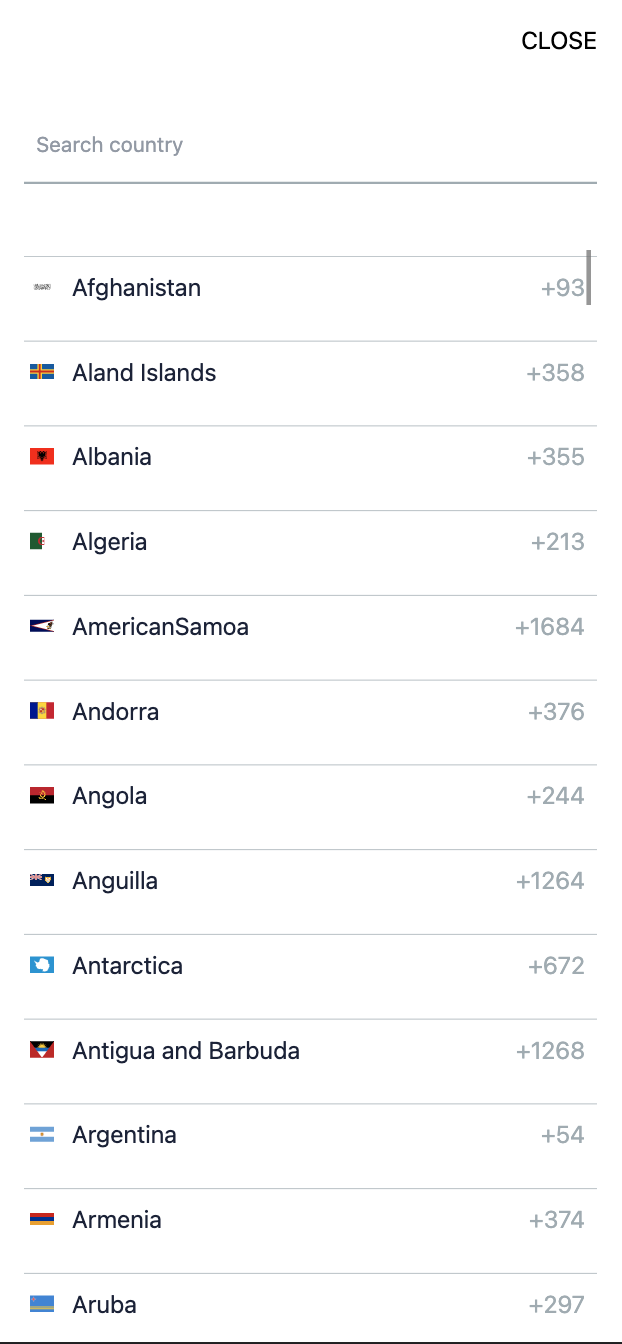 CLOSE
Search country
Afghanistan +93
Aland Islands +358
Albania +355
Algeria +213
AmericanSamoa +1684
Andorra +376
Angola +244
Anguilla +1264
Antarctica +672
Antigua and Barbuda +1268
Argentina +54
Armenia +374
Aruba +297